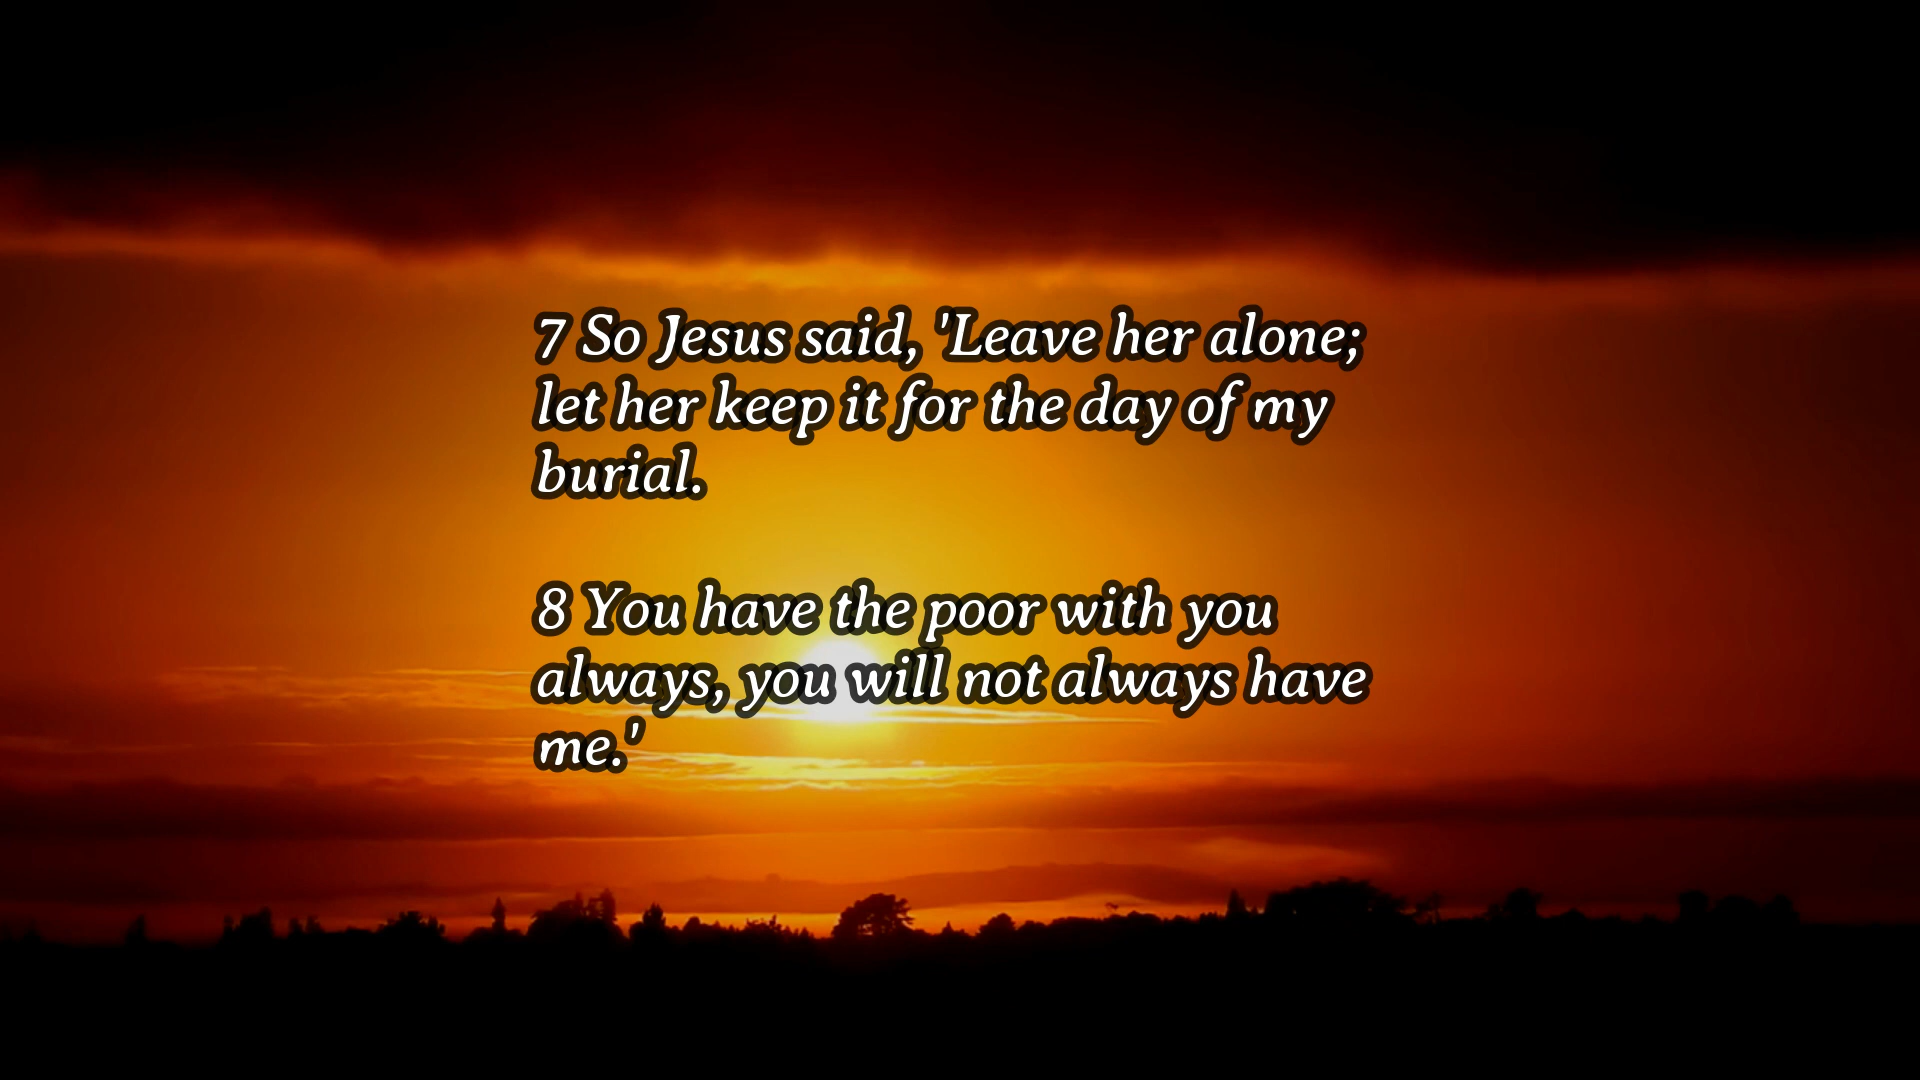 7 So Jesus said, 'Leave her alone;
let her keep it for the day of my
burial.
8 You have the poor with you
always, you will not always have
me.'